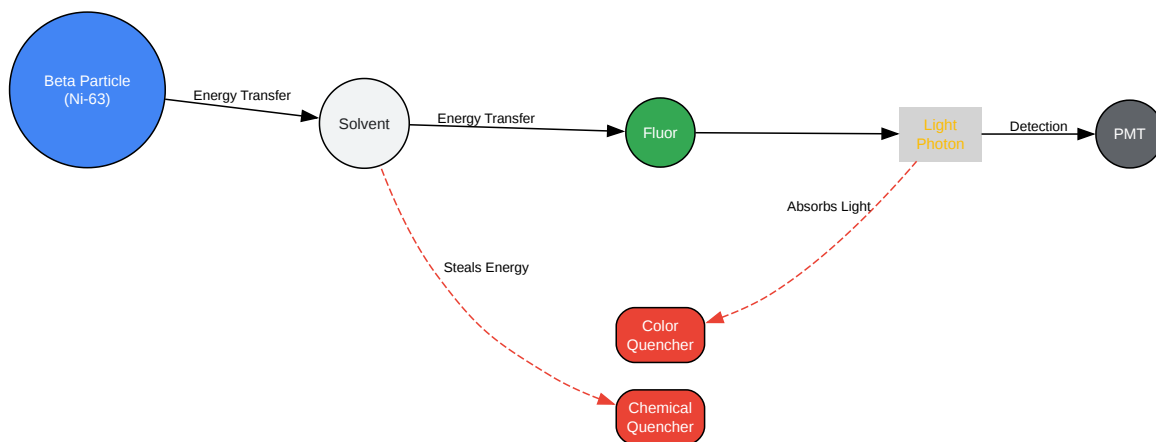 Beta Particle
(Ni-63)
Energy Transfer
Solvent
Energy Transfer
Fluor
Light
Photon
Detection
PMT
Absorbs Light
Steals Energy
Color
Quencher
Chemical
Quencher